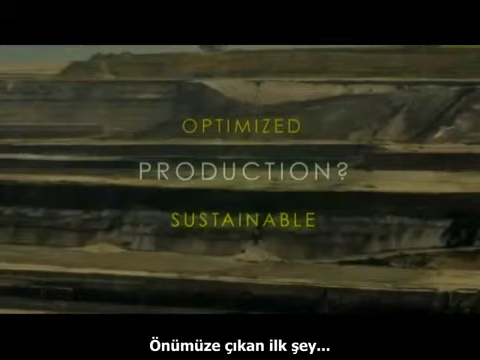 OPTIMIZED
PRODUCTION?
SUSTAINABLE
Önümüze çıkan ilk şey...